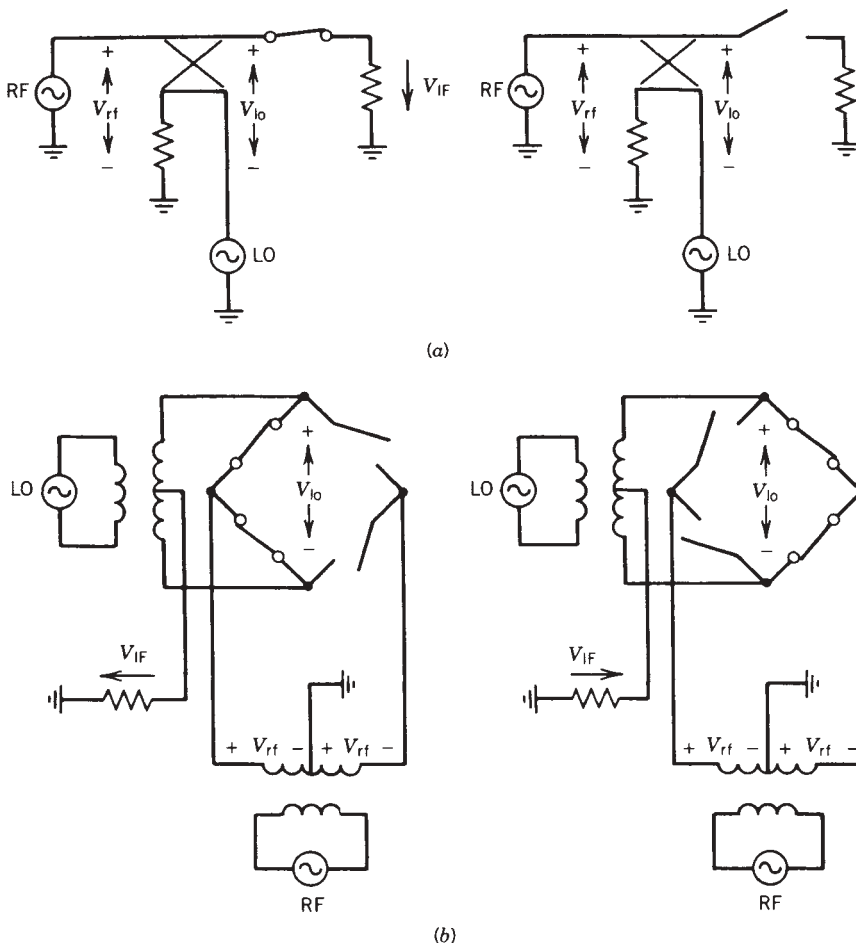 + + + +
RF V_rf V_lo V_IF RF V_rf V_lo
− − − −
LO LO
(a)
+ +
LO V_lo LO V_lo
− −
V_IF V_IF
+ V_rf − + V_rf − + V_rf − + V_rf −
RF RF
(b)